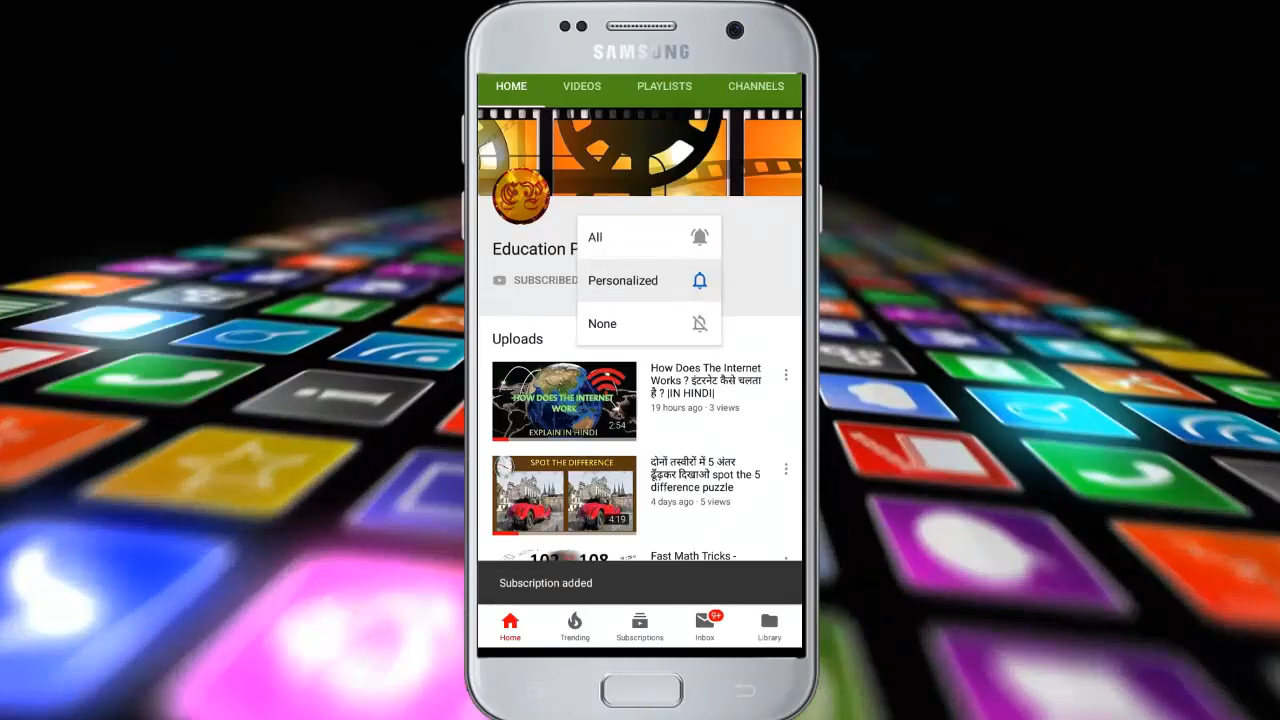 SAMSUNG
HOME VIDEOS PLAYLISTS CHANNELS
Education P
SUBSCRIBED
All
Personalized
None
Uploads
How Does The Internet
Works ? इंटरनेट कैसे चलता
है ? |IN HINDI|
19 hours ago · 3 views
HOW DOES THE INTERNET
WORK
EXPLAIN IN HINDI
2:54
दोनों तस्वीरों में 5 अंतर
ढूँढ़कर दिखाओ spot the 5
difference puzzle
4 days ago · 5 views
SPOT THE DIFFERENCE
4:19
Fast Math Tricks -
Subscription added
9+
Home Trending Subscriptions Inbox Library